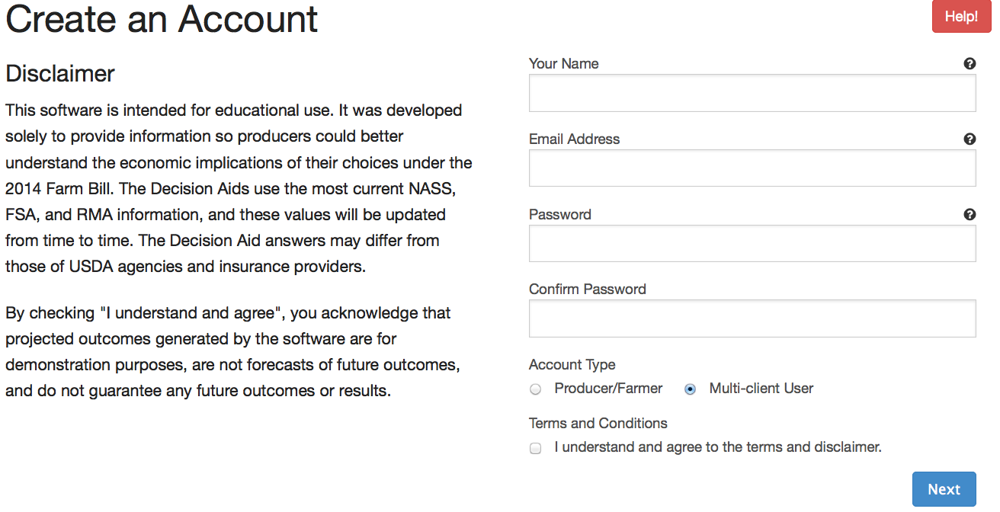 Create an Account
Help!
Disclaimer
This software is intended for educational use. It was developed
solely to provide information so producers could better
understand the economic implications of their choices under the
2014 Farm Bill. The Decision Aids use the most current NASS,
FSA, and RMA information, and these values will be updated
from time to time. The Decision Aid answers may differ from
those of USDA agencies and insurance providers.
By checking "I understand and agree", you acknowledge that
projected outcomes generated by the software are for
demonstration purposes, are not forecasts of future outcomes,
and do not guarantee any future outcomes or results.
Your Name
?
Email Address
?
Password
?
Confirm Password
Account Type
Producer/Farmer Multi-client User
Terms and Conditions
I understand and agree to the terms and disclaimer.
Next